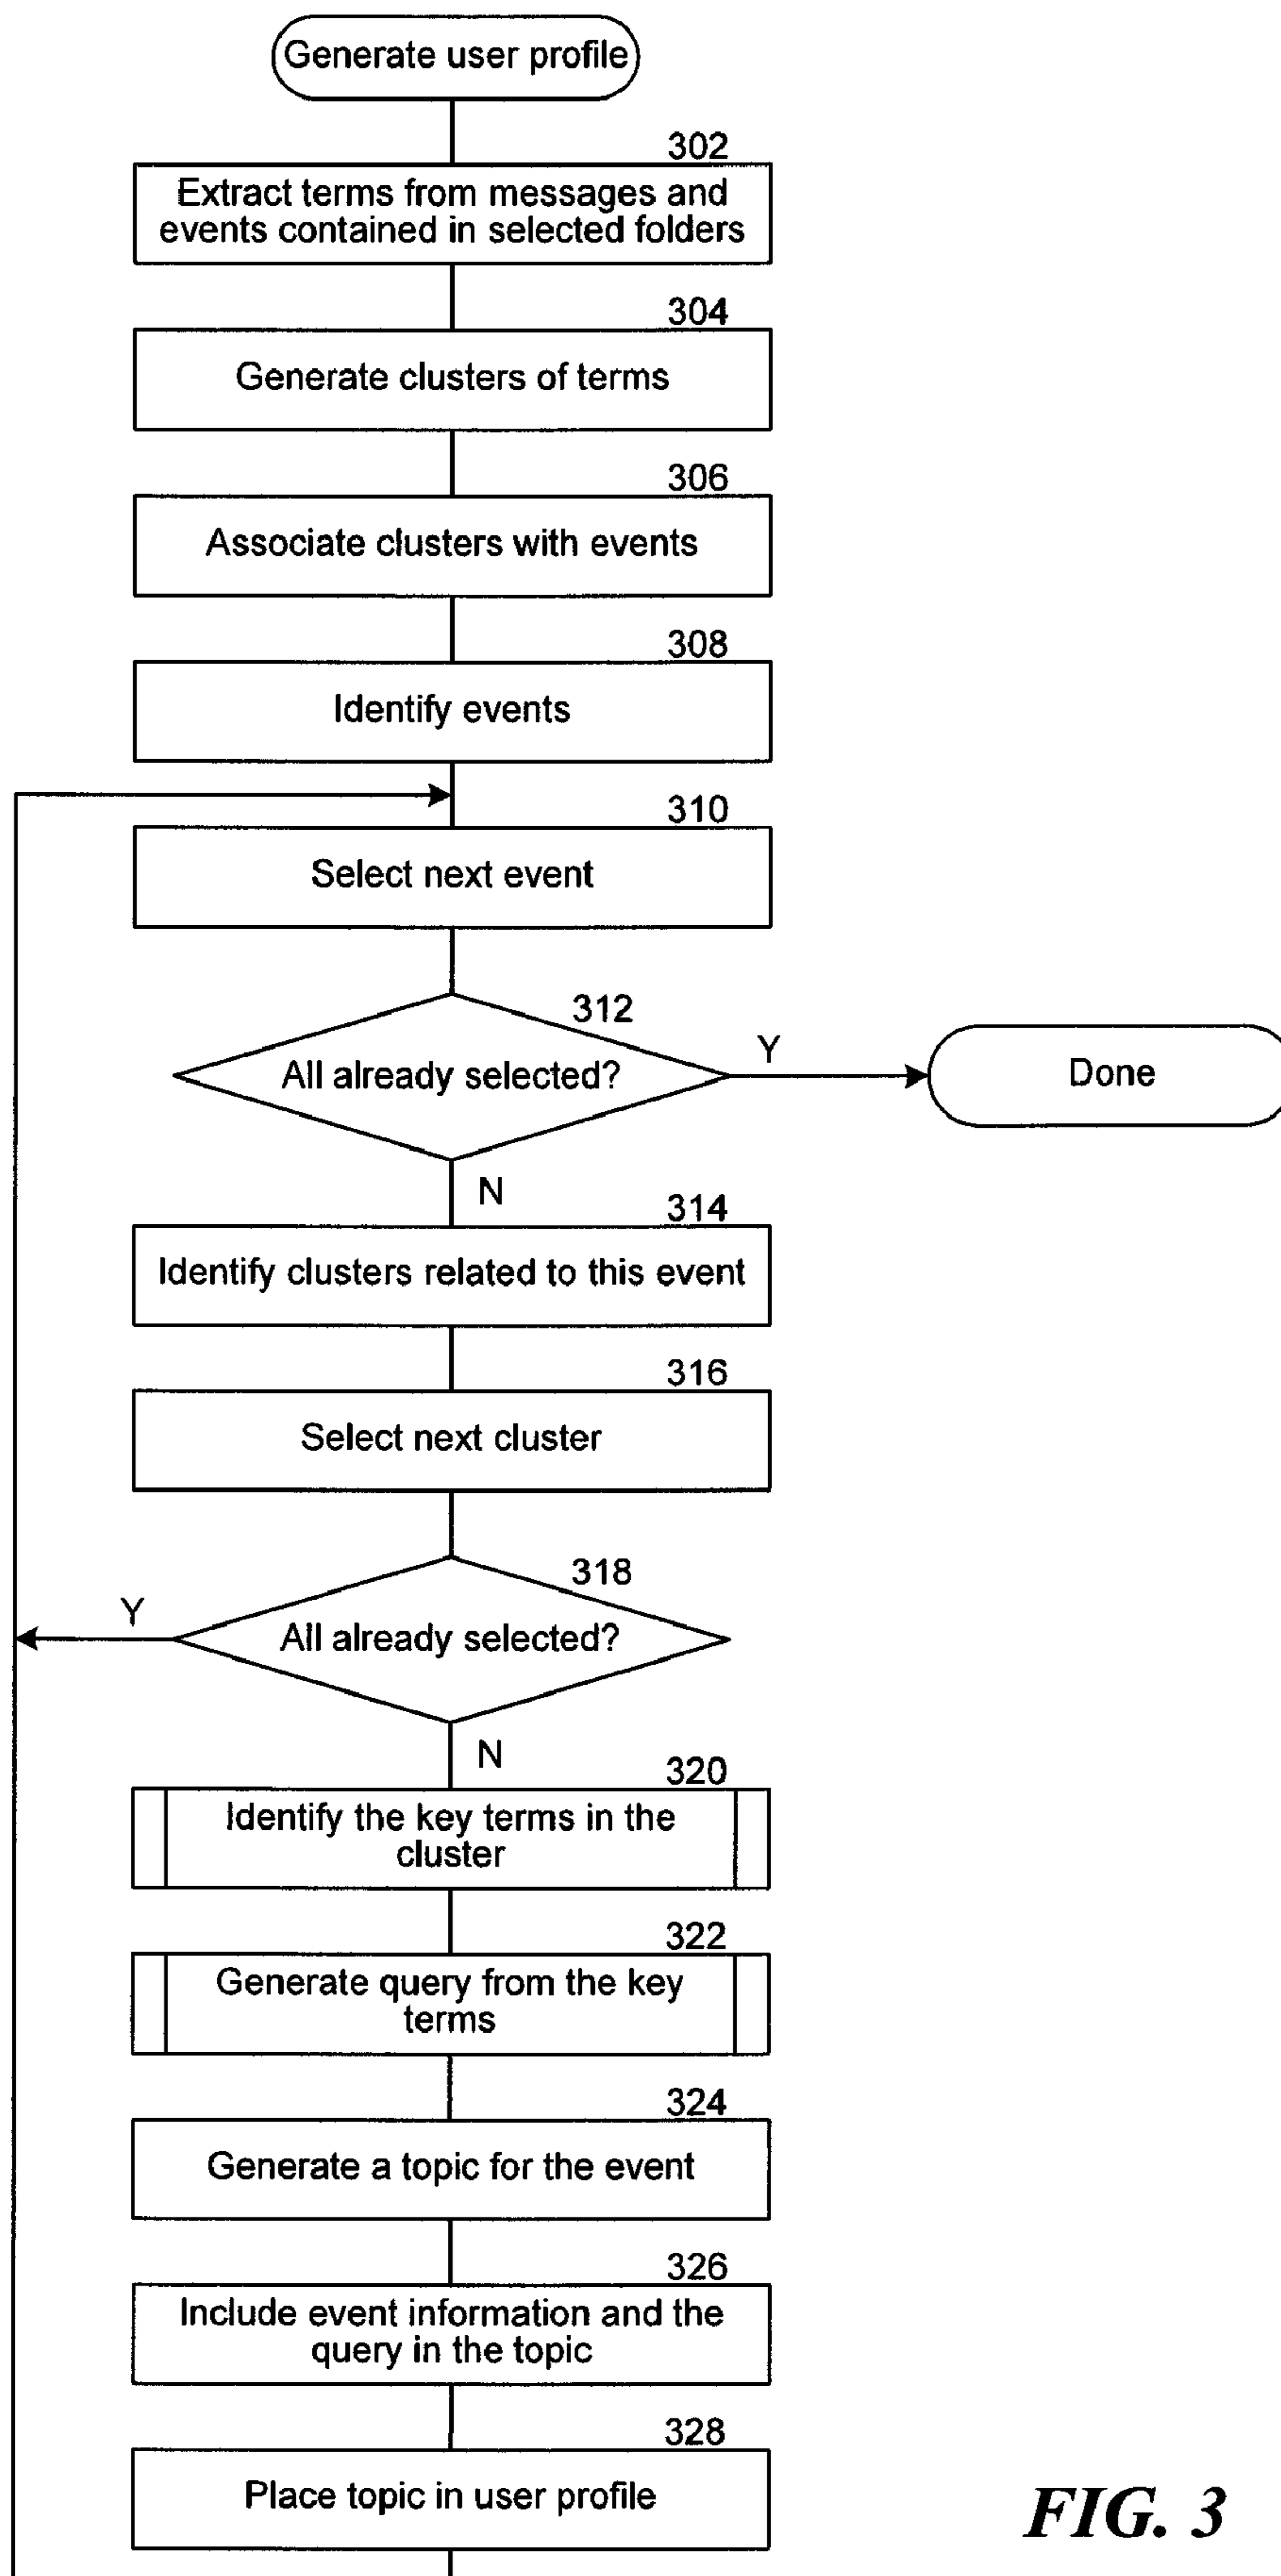 Generate user profile
302
Extract terms from messages and
events contained in selected folders
304
Generate clusters of terms
306
Associate clusters with events
308
Identify events
310
Select next event
312
All already selected?
Y
Done
N
314
Identify clusters related to this event
316
Select next cluster
318
Y
All already selected?
N
320
Identify the key terms in the
cluster
322
Generate query from the key
terms
324
Generate a topic for the event
326
Include event information and the
query in the topic
328
Place topic in user profile
FIG. 3